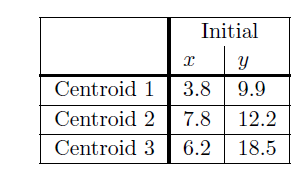 Initial
x y
Centroid 1 3.8 9.9
Centroid 2 7.8 12.2
Centroid 3 6.2 18.5